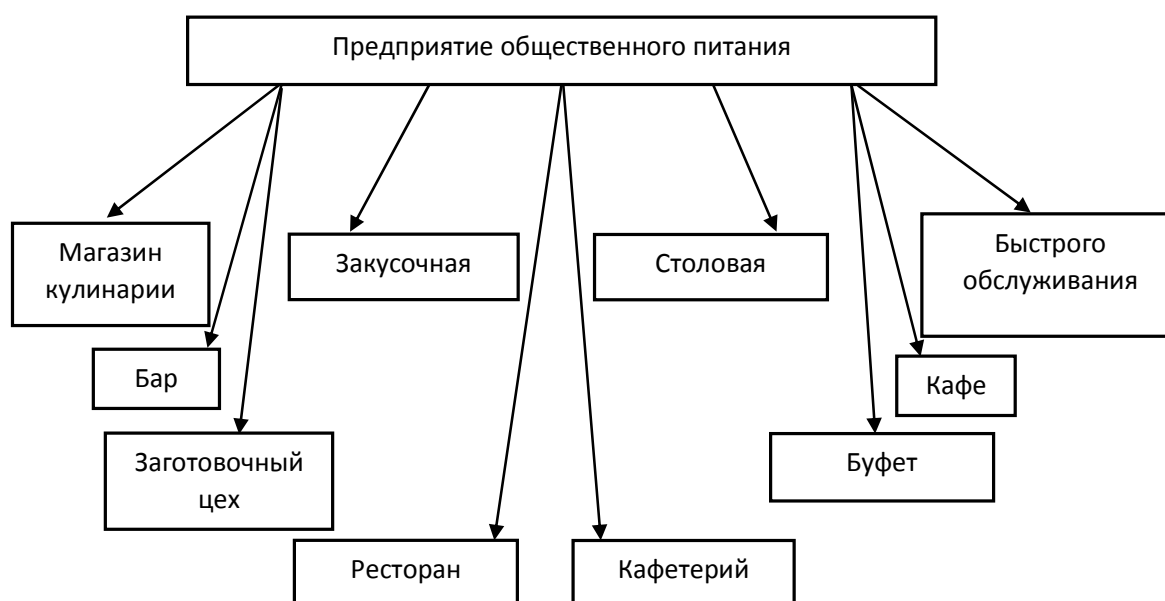 Предприятие общественного питания
Магазин
кулинарии
Закусочная
Столовая
Быстрого
обслуживания
Бар
Кафе
Заготовочный
цех
Буфет
Ресторан
Кафетерий